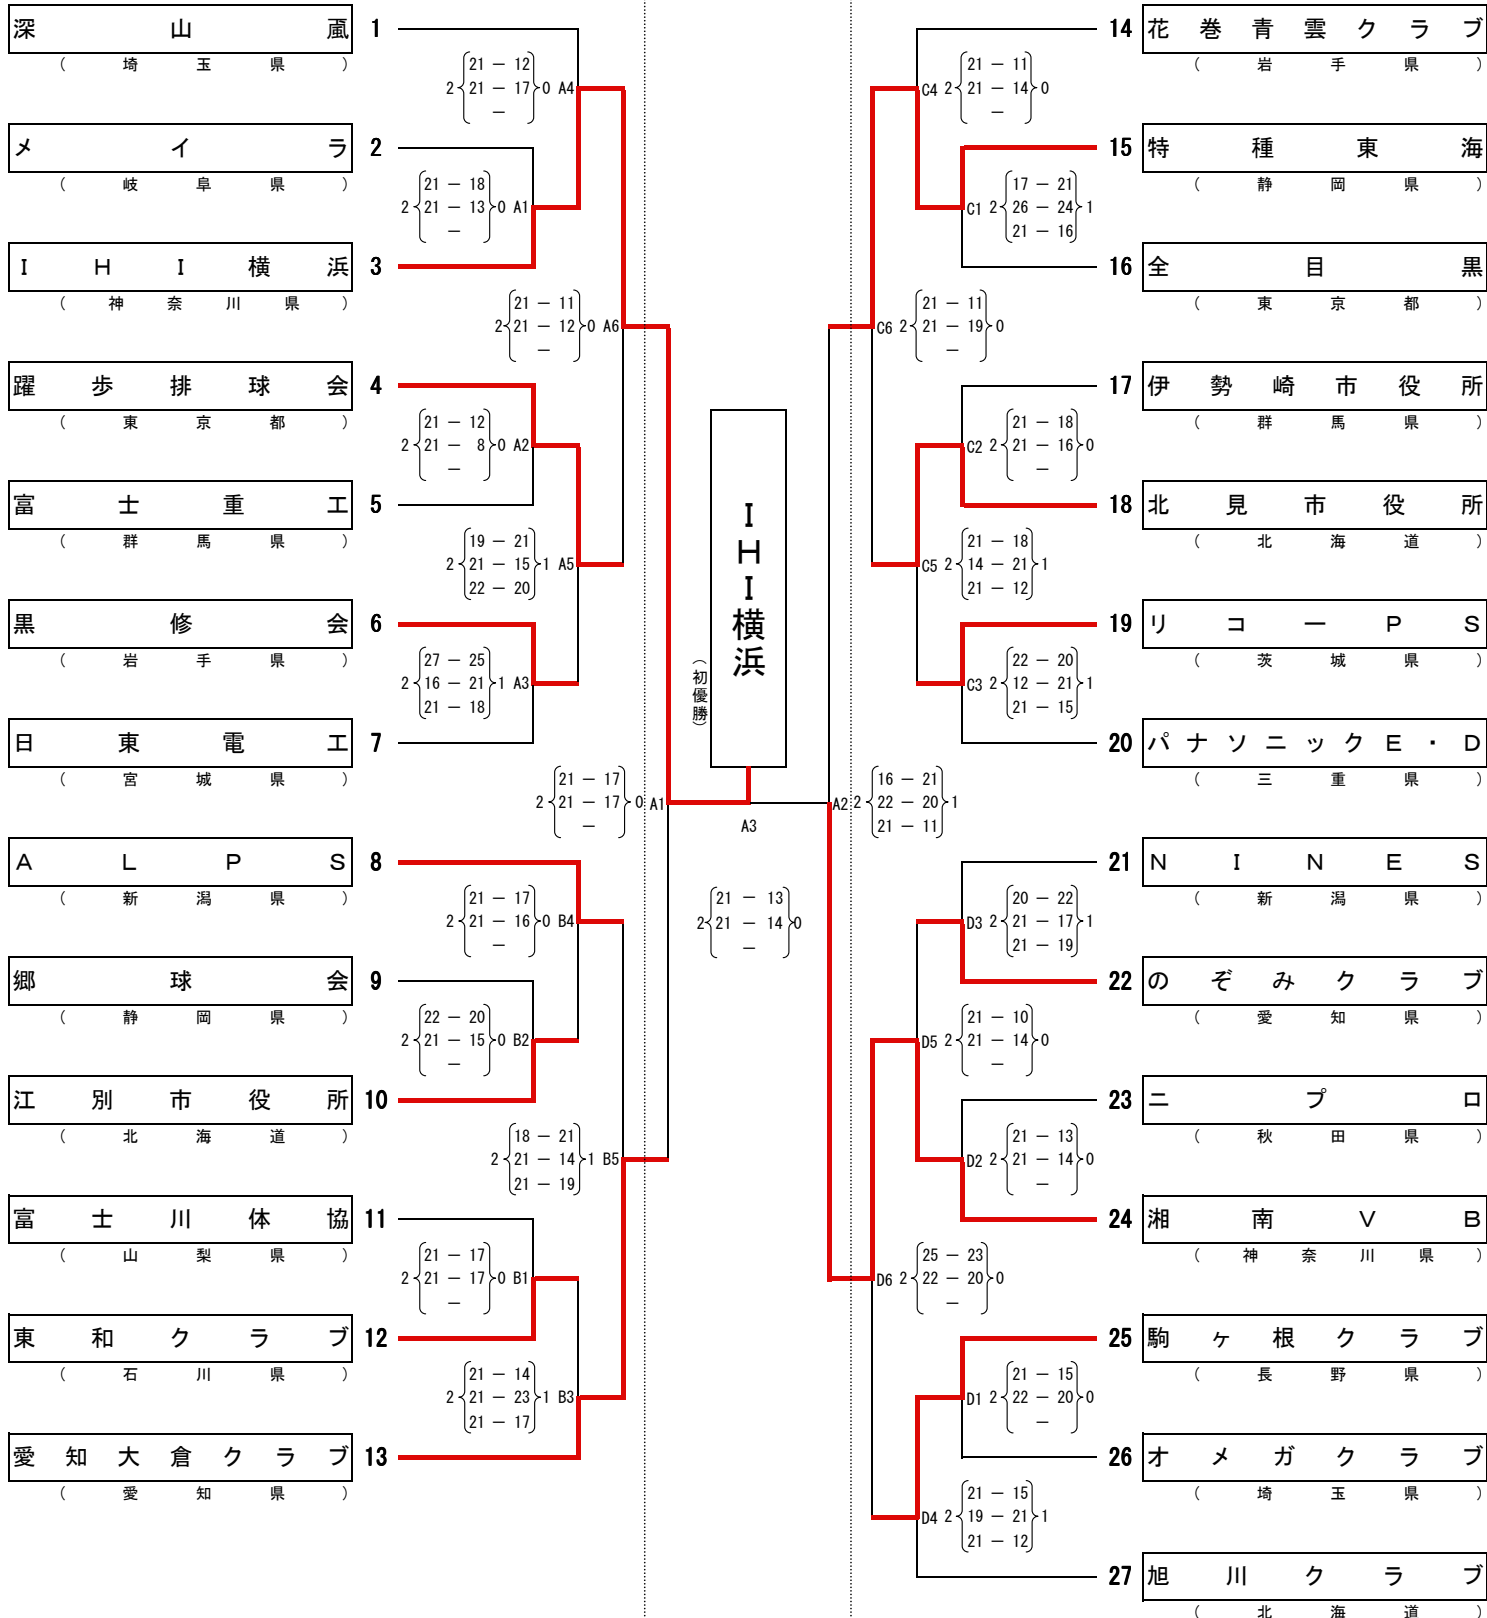 深山颪 1
(埼玉県)
21 - 12
2 21 - 17 0 A4
-
メイラ 2
(岐阜県)
21 - 18
2 21 - 13 0 A1
-
IHI横浜 3
(神奈川県)
21 - 11
2 21 - 12 0 A6
-
躍歩排球会 4
(東京都)
21 - 12
2 21 - 8 0 A2
-
富士重工 5
(群馬県)
19 - 21
2 21 - 15 1 A5
22 - 20
黒修会 6
(岩手県)
27 - 25
2 16 - 21 1 A3
21 - 18
日東電工 7
(宮城県)
21 - 17
2 21 - 17 0 A1
-
ALPS 8
(新潟県)
21 - 17
2 21 - 16 0 B4
-
郷球会 9
(静岡県)
22 - 20
2 21 - 15 0 B2
-
江別市役所 10
(北海道)
18 - 21
2 21 - 14 1 B5
21 - 19
富士川体協 11
(山梨県)
21 - 17
2 21 - 17 0 B1
-
東和クラブ 12
(石川県)
21 - 14
2 21 - 23 1 B3
21 - 17
愛知大倉クラブ 13
(愛知県)
IHI横浜
(初優勝)
A3
21 - 13
2 21 - 14 0
-
14 花巻青雲クラブ
(岩手県)
21 - 11
C4 2 21 - 14 0
-
15 特種東海
(静岡県)
17 - 21
C1 2 26 - 24 1
21 - 16
16 全目黒
(東京都)
21 - 11
C6 2 21 - 19 0
-
17 伊勢崎市役所
(群馬県)
21 - 18
C2 2 21 - 16 0
-
18 北見市役所
(北海道)
21 - 18
C5 2 14 - 21 1
21 - 12
19 リコーPS
(茨城県)
22 - 20
C3 2 12 - 21 1
21 - 15
20 パナソニックE・D
(三重県)
16 - 21
A2 2 22 - 20 1
21 - 11
21 NINES
(新潟県)
20 - 22
D3 2 21 - 17 1
21 - 19
22 のぞみクラブ
(愛知県)
21 - 10
D5 2 21 - 14 0
-
23 ニプロ
(秋田県)
21 - 13
D2 2 21 - 14 0
-
24 湘南VB
(神奈川県)
25 - 23
D6 2 22 - 20 0
-
25 駒ヶ根クラブ
(長野県)
21 - 15
D1 2 22 - 20 0
-
26 オメガクラブ
(埼玉県)
21 - 15
D4 2 19 - 21 1
21 - 12
27 旭川クラブ
(北海道)